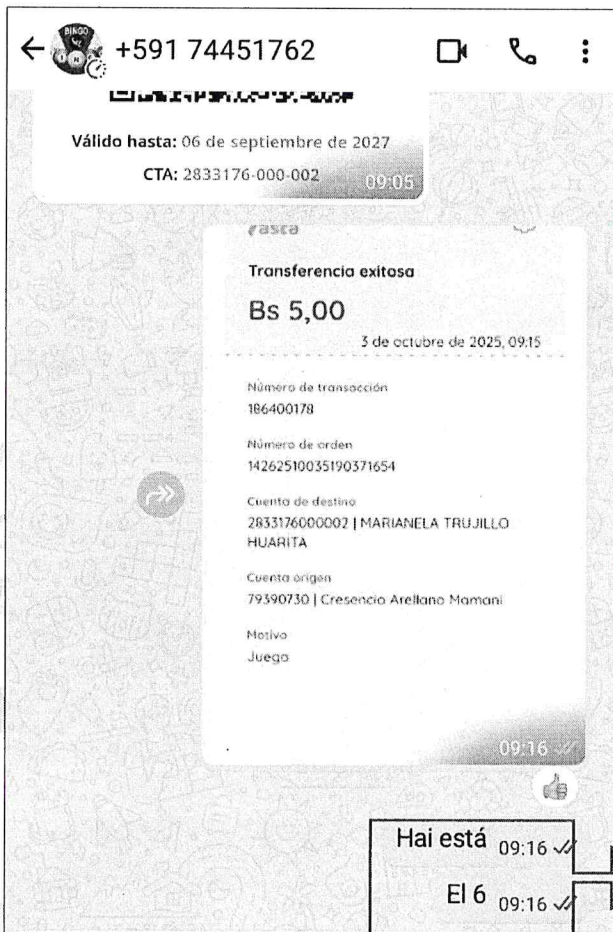 +591 74451762
BINGO
Válido hasta: 06 de septiembre de 2027
CTA: 2833176-000-002
09:05
Transferencia exitosa
Bs 5,00
3 de octubre de 2025, 09:15
Número de transacción
186400178
Número de orden
14262510035190371654
Cuenta de destino
2833176000002 | MARIANELA TRUJILLO
HUARITA
Cuenta origen
79390730 | Cresencio Arellano Mamani
Motivo
Juego
09:16
Hai está 09:16
El 6 09:16